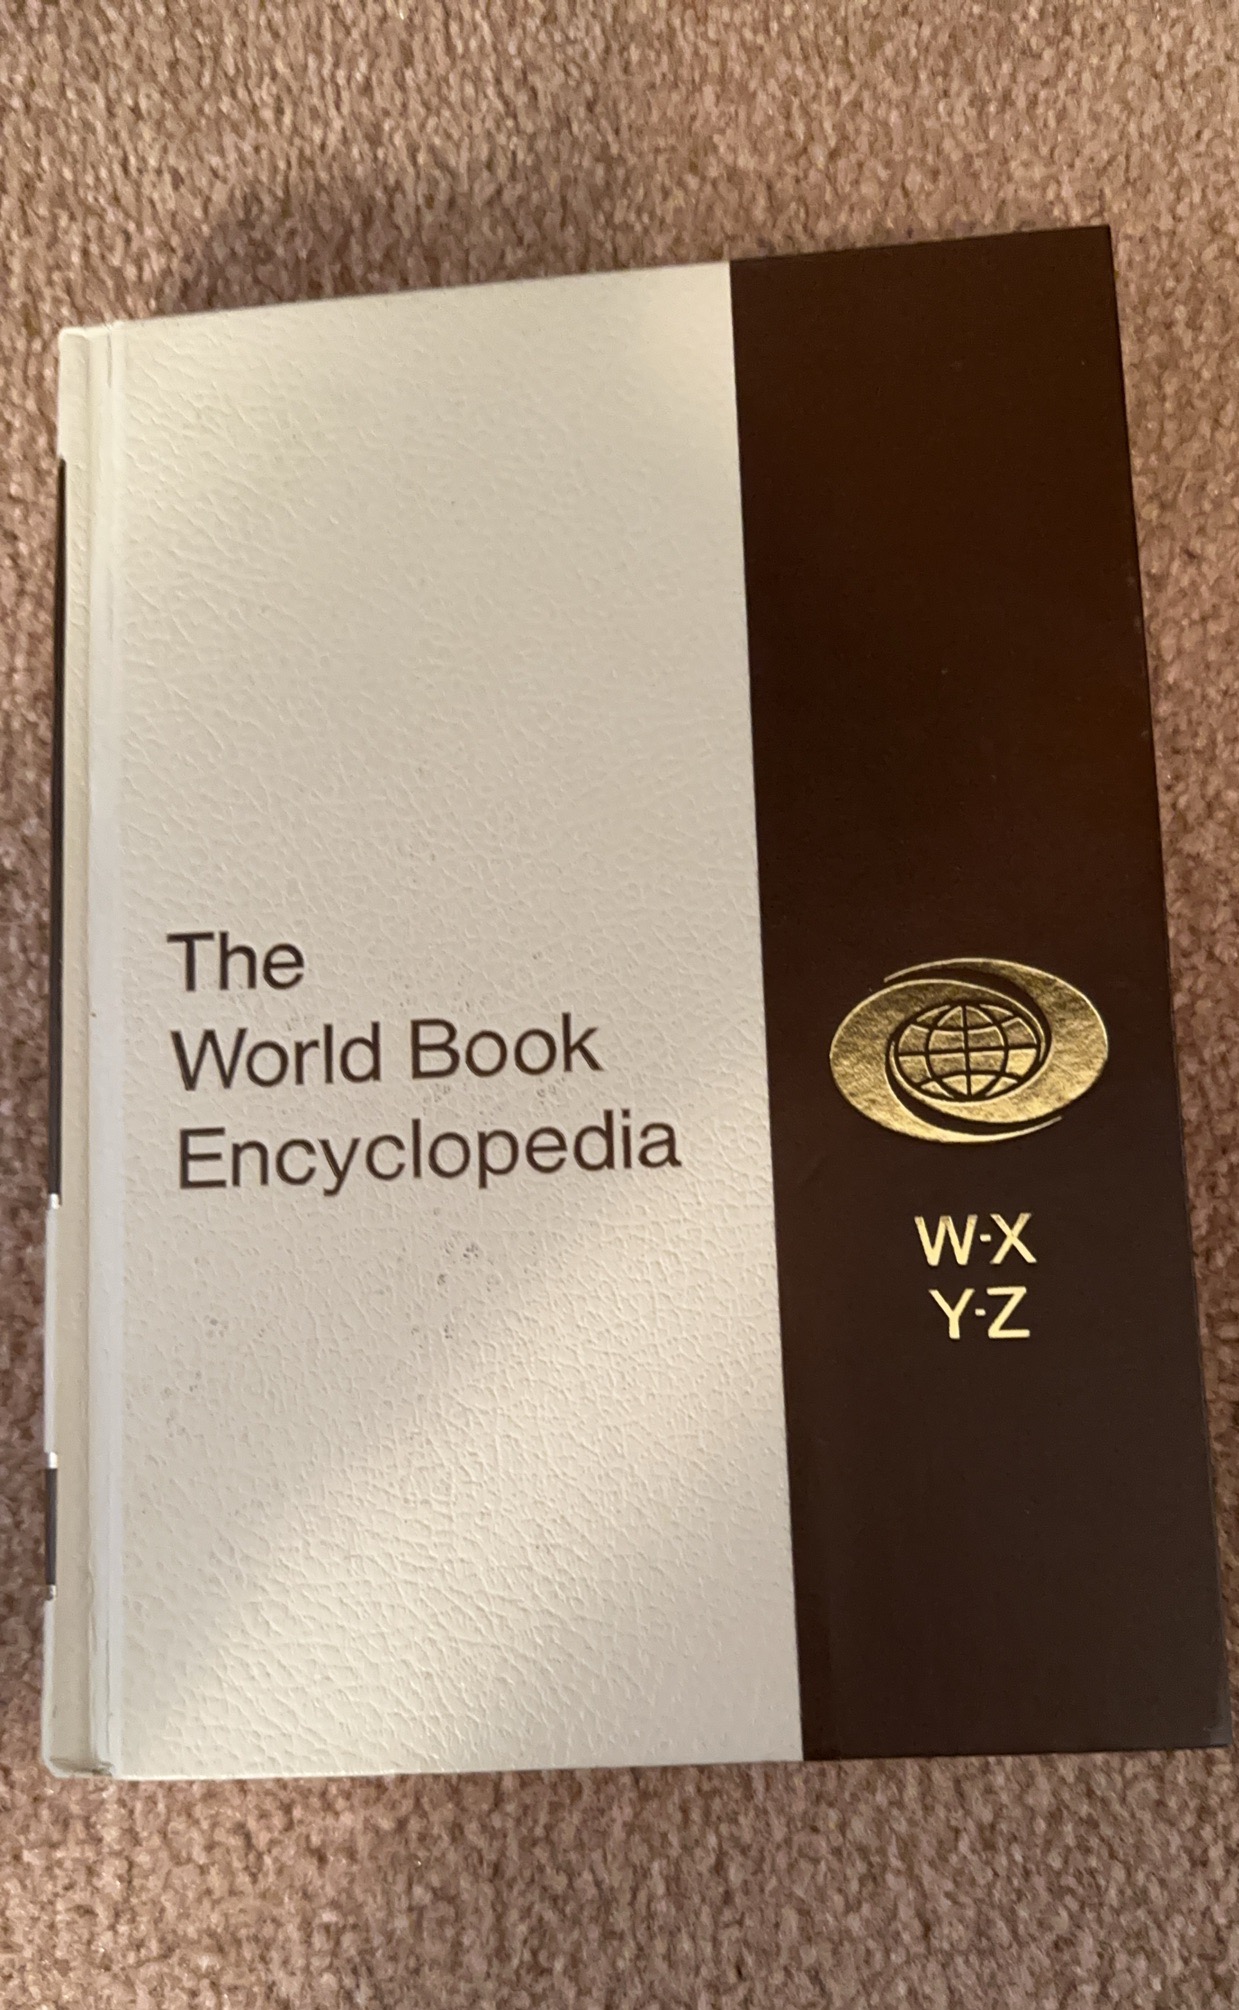 The
World Book
Encyclopedia
W-X
Y-Z